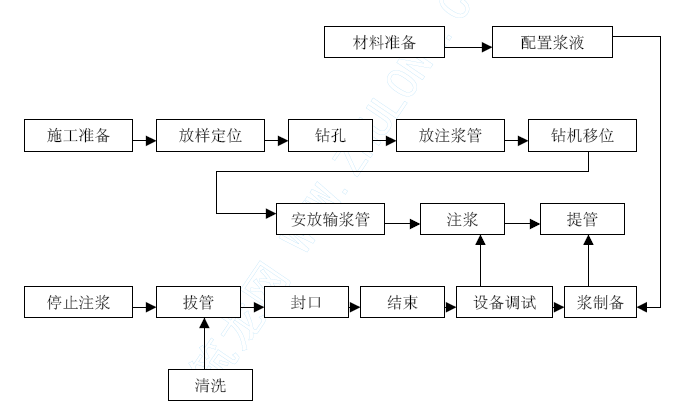 材料准备 配置浆液
施工准备 放样定位 钻孔 放注浆管 钻机移位
安放输浆管 注浆 提管
停止注浆 拔管 封口 结束 设备调试 浆制备
清洗